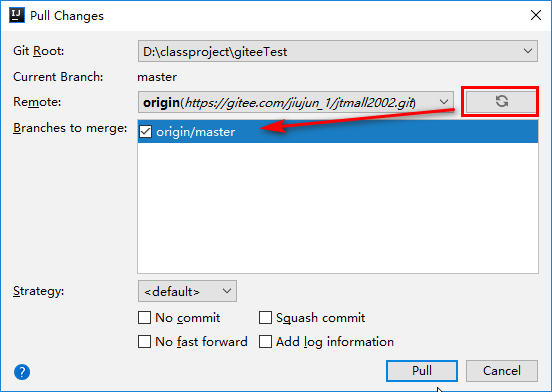 IJ Pull Changes
Git Root: D:\classproject\giteeTest
Current Branch: master
Remote: origin(https://gitee.com/jiujun_1/jtmall2002.git)
Branches to merge: origin/master
Strategy: <default>
No commit Squash commit
No fast forward Add log information
? Pull Cancel